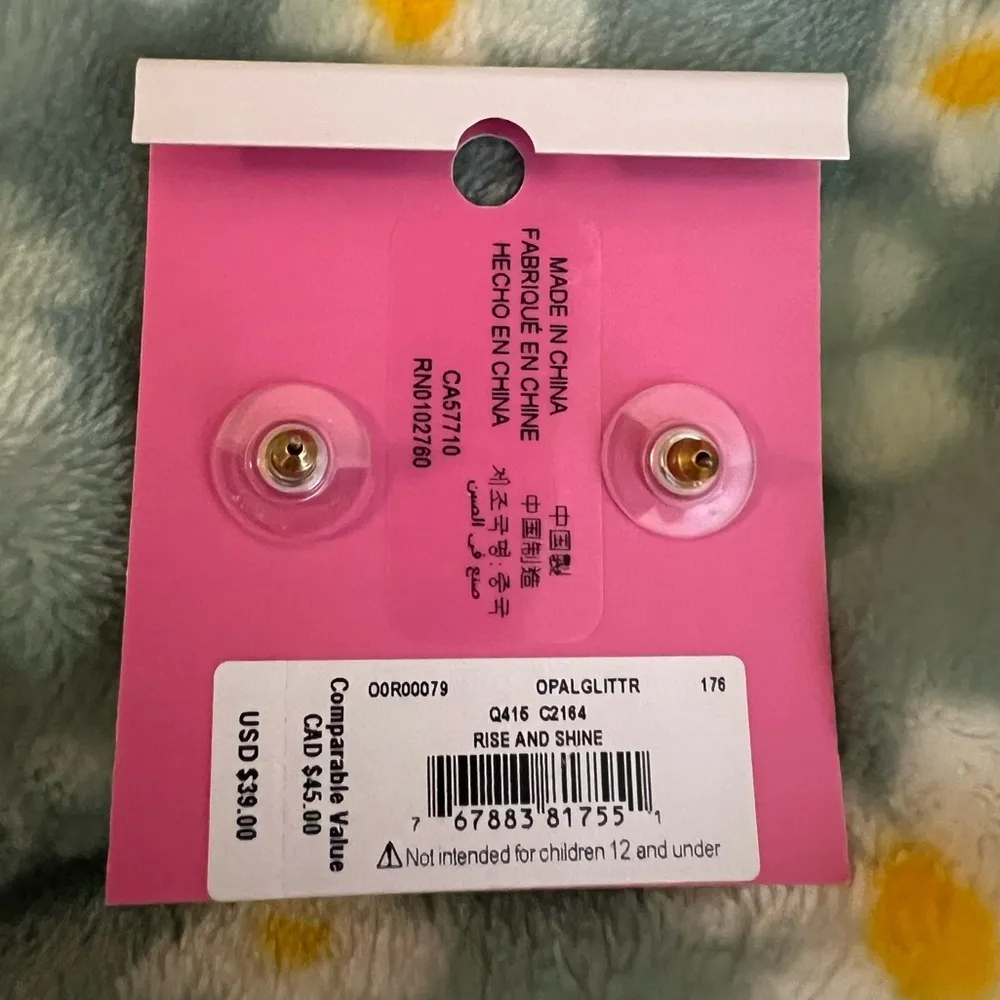 MADE IN CHINA
FABRIQUÉ EN CHINE
HECHO EN CHINA
中国製
中国制造
제조국명: 중국
صنع في الصين
CA57710
RN0102760
O0R00079 OPALGLITTR 176
Q415 C2164
RISE AND SHINE
7 67883 81755 1
⚠ Not intended for children 12 and under
Comparable Value
CAD $45.00
USD $39.00